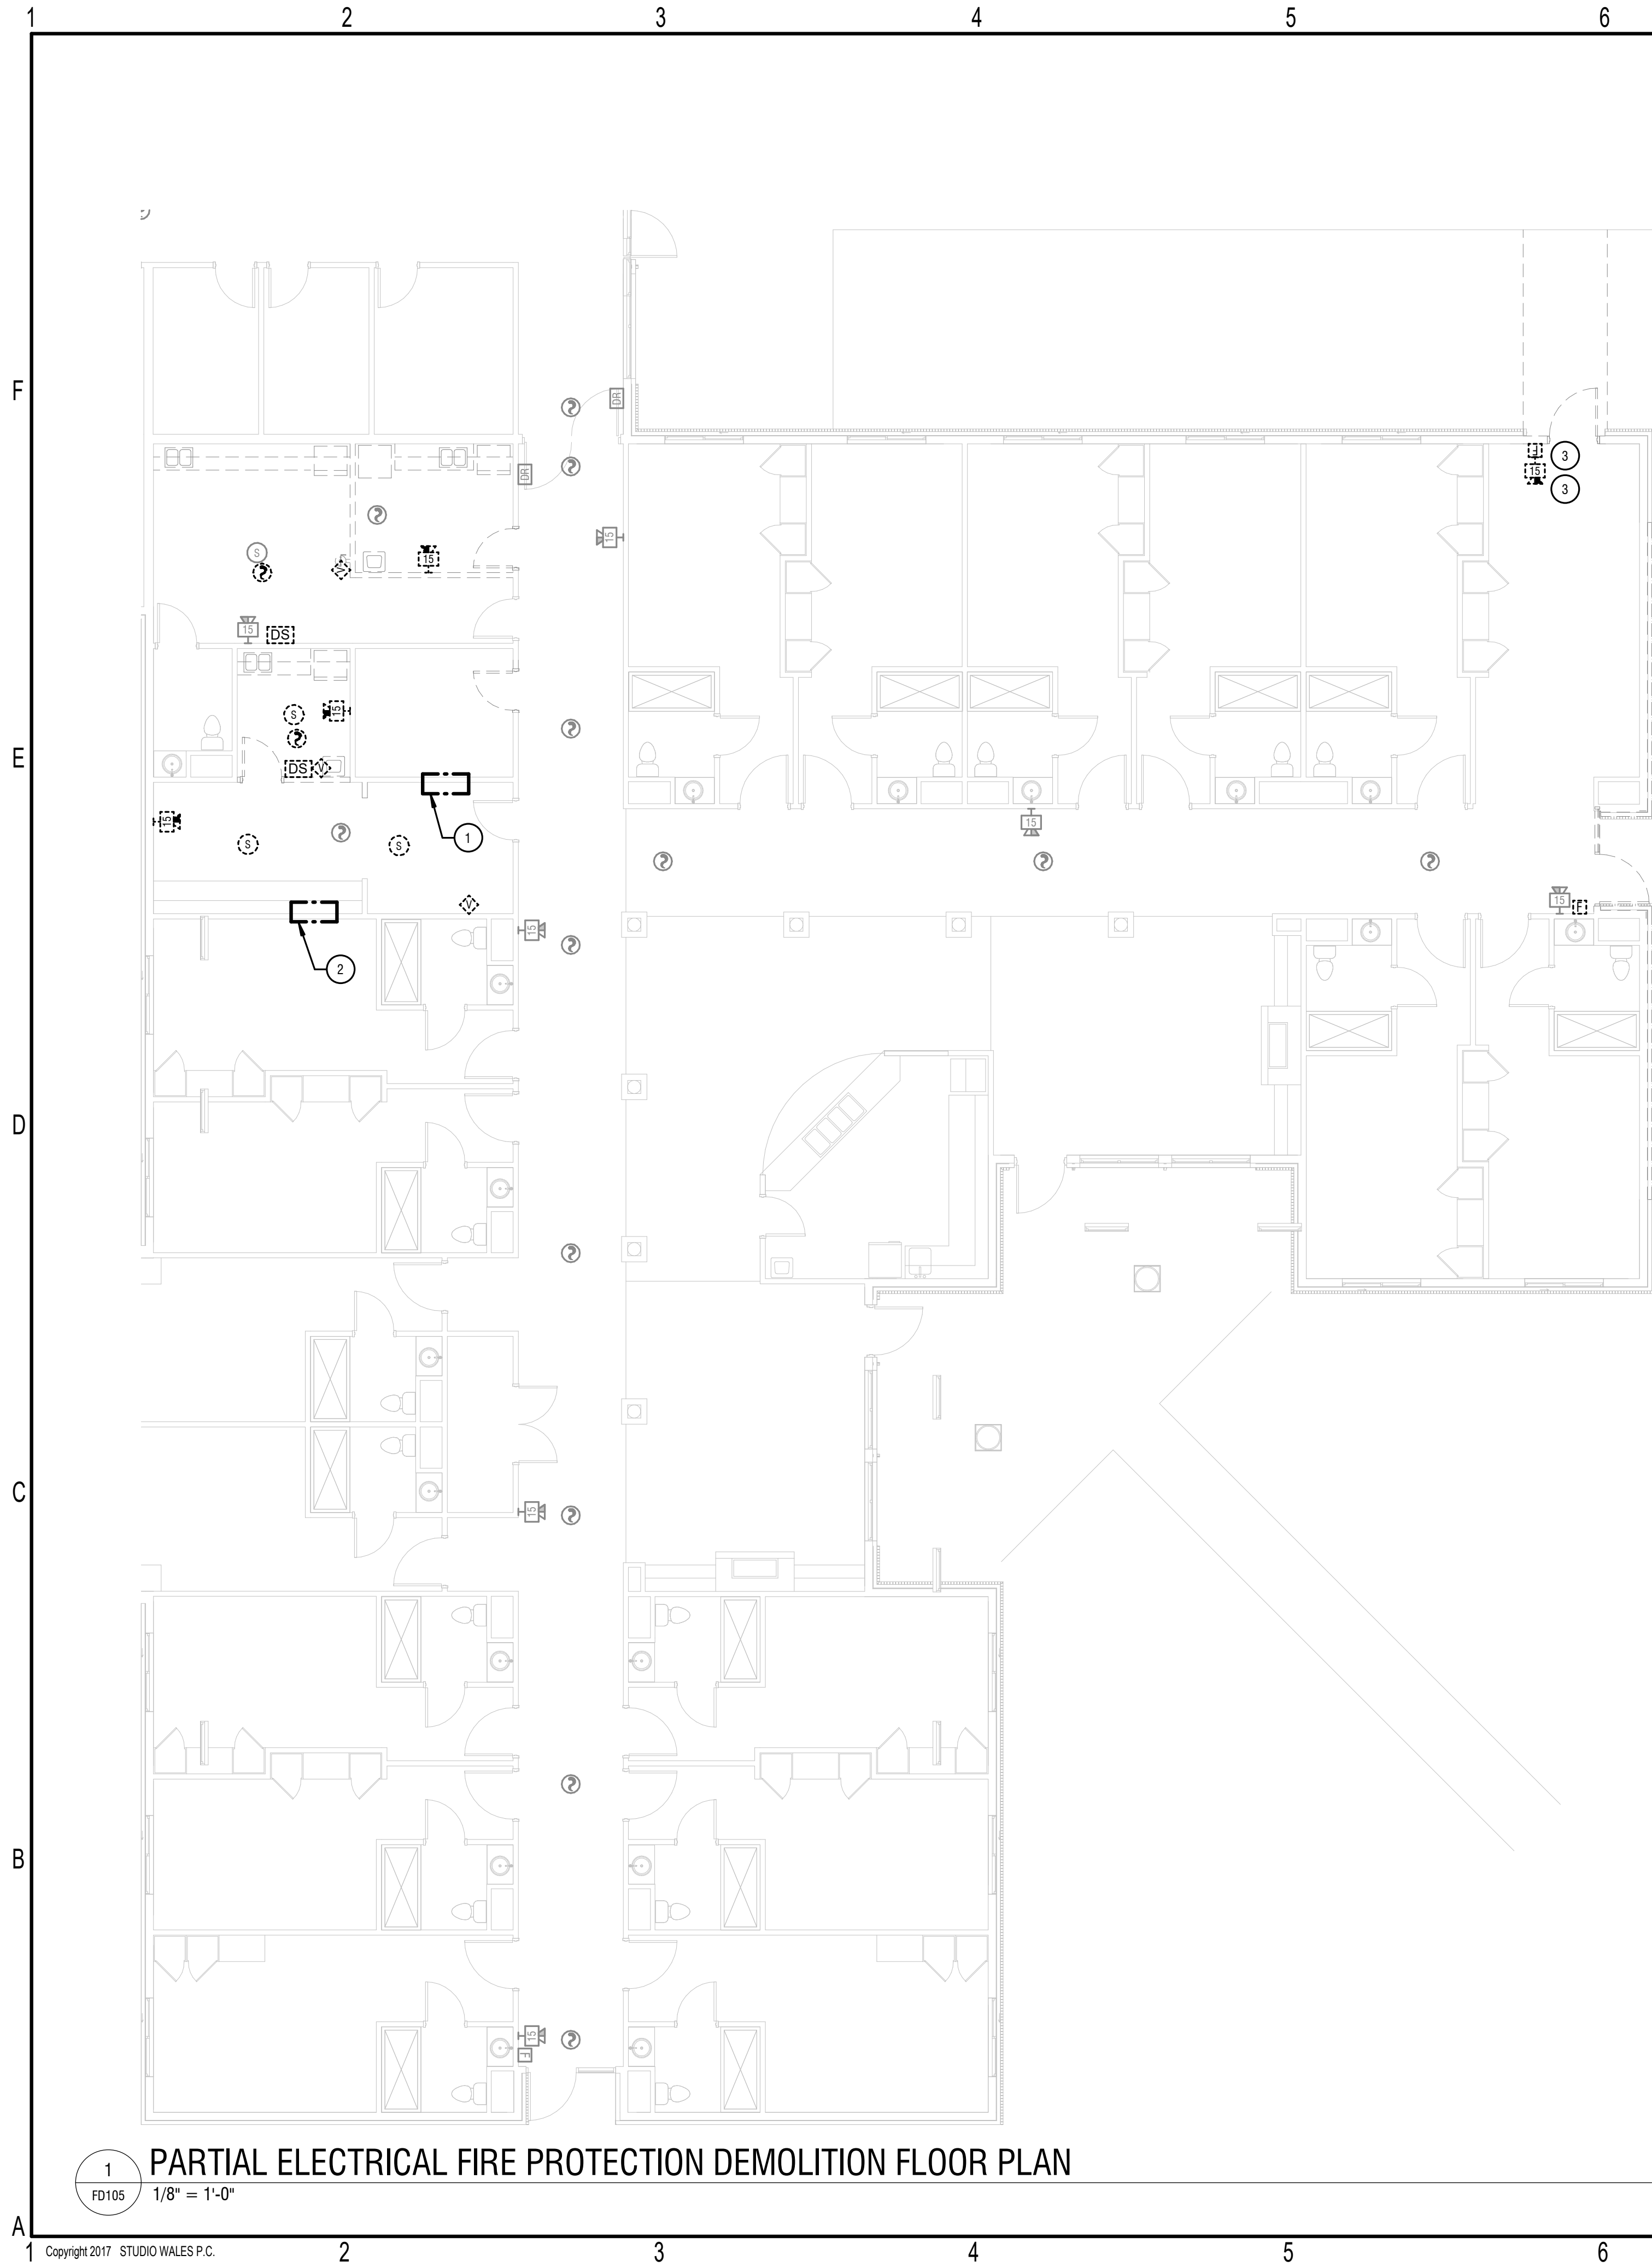 1 2 3 4 5 6
F
DR
DR
F
3
15
3
S
15
15
V
15
DS
15
S
E
DS V
1
15
S
S
15
15
F
V
15
2
D
C
15
B
15
F
1
PARTIAL ELECTRICAL FIRE PROTECTION DEMOLITION FLOOR PLAN
FD105
1/8" = 1'-0"
A
1 Copyright 2017 STUDIO WALES P.C. 2 3 4 5 6